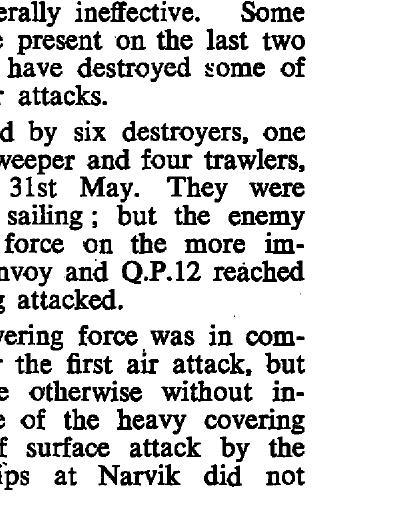 erally ineffective. Some
e present on the last two
have destroyed some of
r attacks.
d by six destroyers, one
weeper and four trawlers,
31st May. They were
sailing; but the enemy
force on the more im-
nvoy and Q.P.12 reached
g attacked.
vering force was in com-
r the first air attack, but
e otherwise without in-
e of the heavy covering
f surface attack by the
ips at Narvik did not